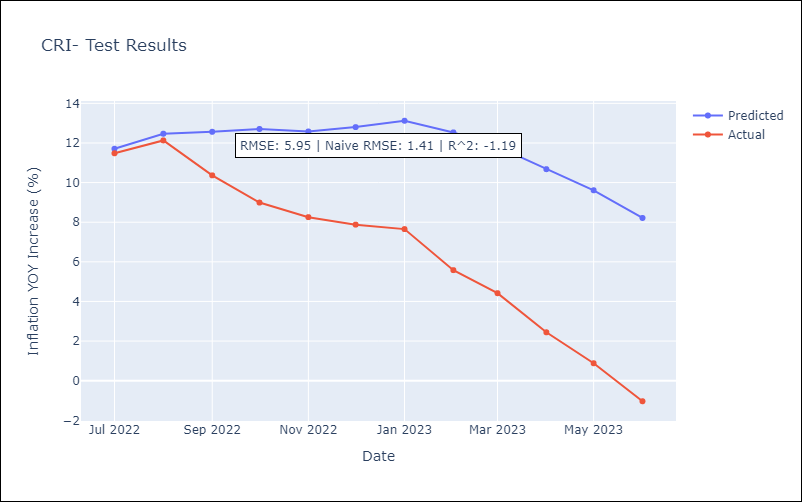 CRI- Test Results
14
12
10
8
6
4
2
0
−2
Inflation YOY Increase (%)
RMSE: 5.95 | Naive RMSE: 1.41 | R^2: -1.19
Predicted
Actual
Jul 2022
Sep 2022
Nov 2022
Jan 2023
Mar 2023
May 2023
Date